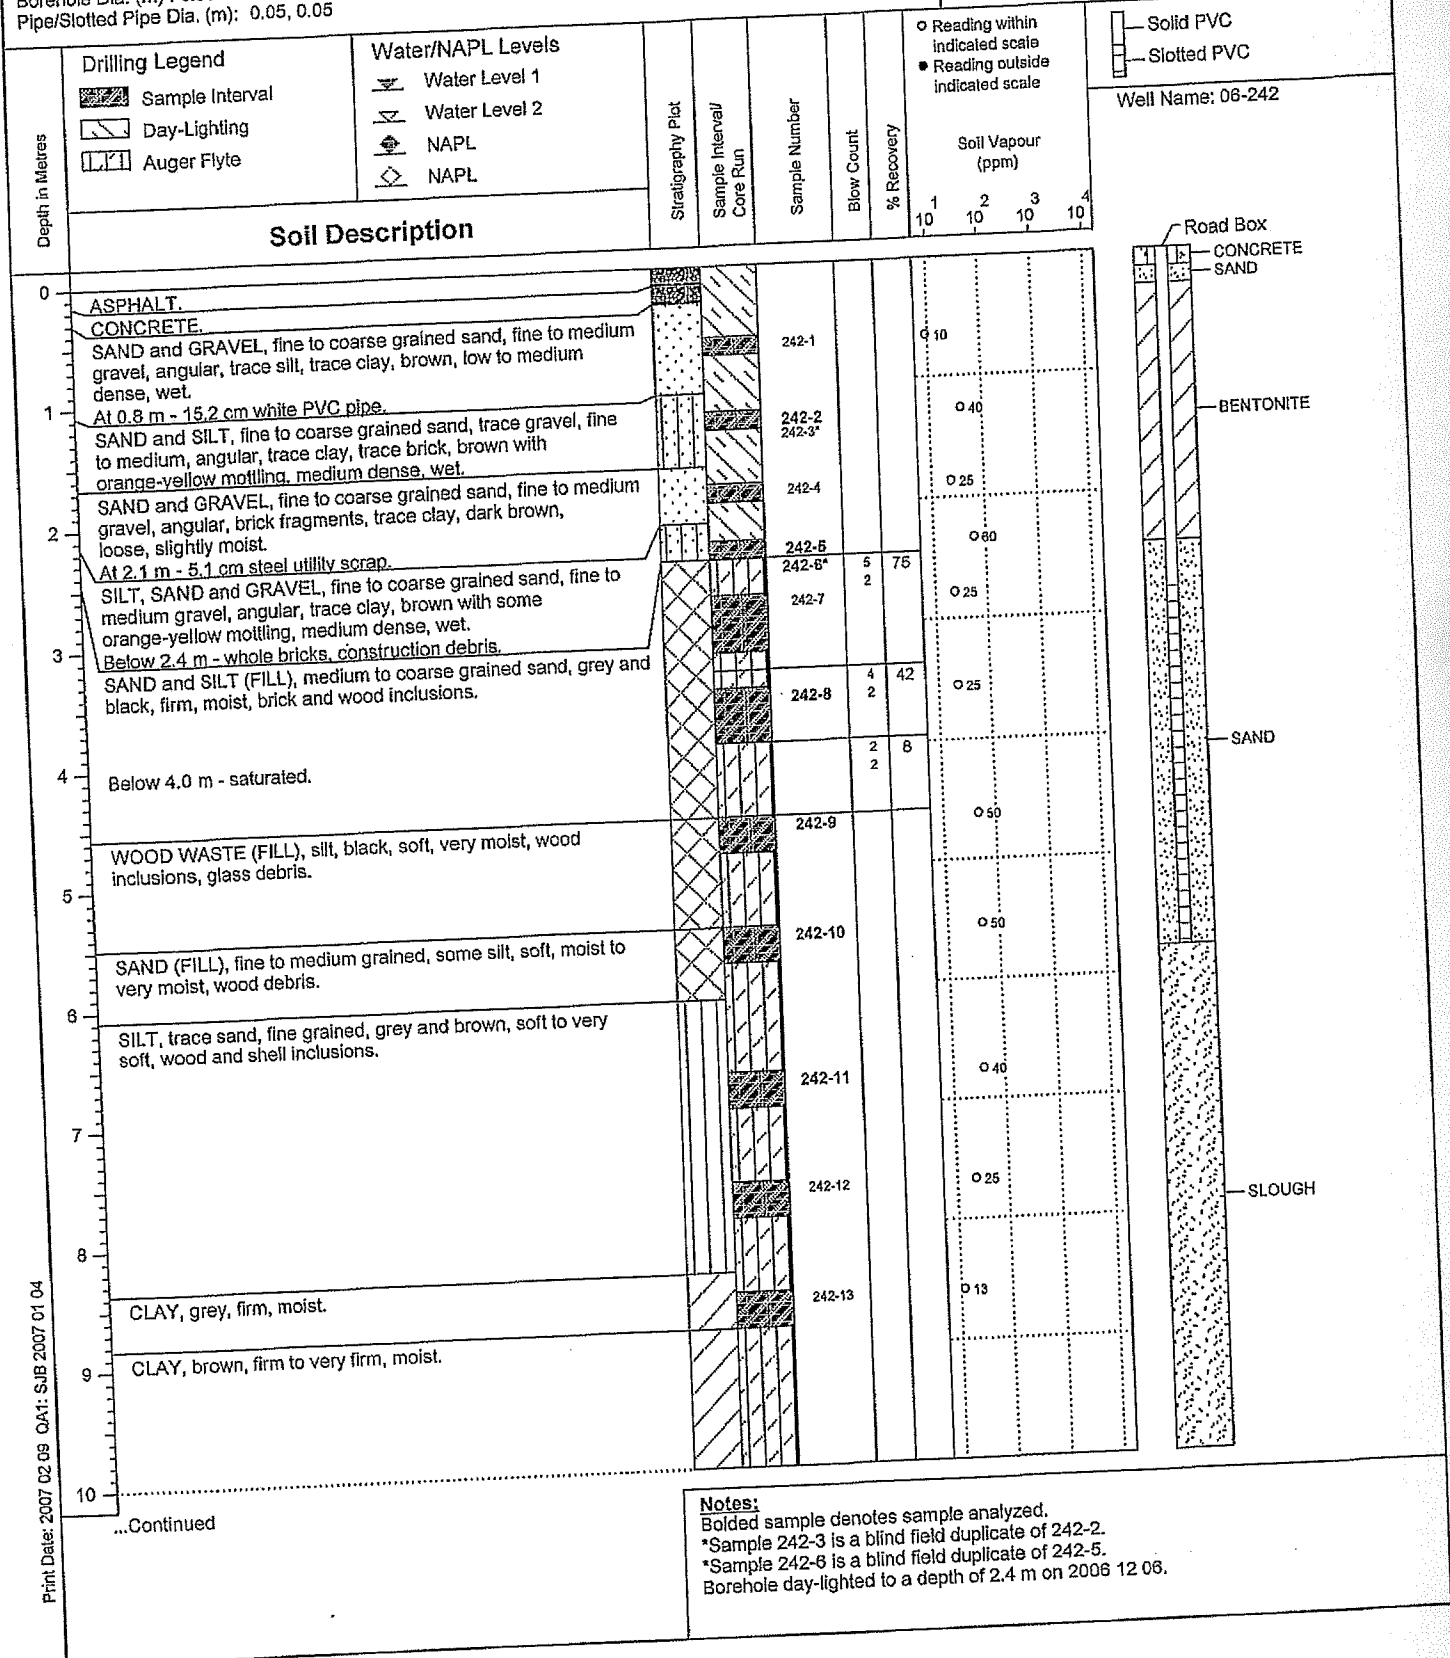 Pipe/Slotted Pipe Dia. (m): 0.05, 0.05
Depth in Metres
Drilling Legend
Sample Interval
Day-Lighting
Auger Flyte
Water/NAPL Levels
Water Level 1
Water Level 2
NAPL
NAPL
Soil Description
Stratigraphy Plot
Sample Interval/
Core Run
Sample Number
Blow Count
% Recovery
Reading within
indicated scale
Reading outside
indicated scale
Soil Vapour
(ppm)
10^1 10^2 10^3 10^4
Solid PVC
Slotted PVC
Well Name: 06-242
Road Box
CONCRETE
SAND
BENTONITE
SAND
SLOUGH
0
1
2
3
4
5
6
7
8
9
10
ASPHALT.
CONCRETE.
SAND and GRAVEL, fine to coarse grained sand, fine to medium
gravel, angular, trace silt, trace clay, brown, low to medium
dense, wet.
At 0.8 m - 15.2 cm white PVC pipe.
SAND and SILT, fine to coarse grained sand, trace gravel, fine
to medium, angular, trace clay, trace brick, brown with
orange-yellow mottling, medium dense, wet.
SAND and GRAVEL, fine to coarse grained sand, fine to medium
gravel, angular, brick fragments, trace clay, dark brown,
loose, slightly moist.
At 2.1 m - 5.1 cm steel utility scrap.
SILT, SAND and GRAVEL, fine to coarse grained sand, fine to
medium gravel, angular, trace clay, brown with some
orange-yellow mottling, medium dense, wet.
Below 2.4 m - whole bricks, construction debris.
SAND and SILT (FILL), medium to coarse grained sand, grey and
black, firm, moist, brick and wood inclusions.
Below 4.0 m - saturated.
WOOD WASTE (FILL), silt, black, soft, very moist, wood
inclusions, glass debris.
SAND (FILL), fine to medium grained, some silt, soft, moist to
very moist, wood debris.
SILT, trace sand, fine grained, grey and brown, soft to very
soft, wood and shell inclusions.
CLAY, grey, firm, moist.
CLAY, brown, firm to very firm, moist.
...Continued
242-1 10
242-2 40
242-3*
242-4 25
242-5 60
242-6* 5 75
2
242-7 25
4 42
242-8 2 25
2 8
2
242-9 50
242-10 50
242-11 40
242-12 25
242-13 13
Notes:
Bolded sample denotes sample analyzed.
*Sample 242-3 is a blind field duplicate of 242-2.
*Sample 242-6 is a blind field duplicate of 242-5.
Borehole day-lighted to a depth of 2.4 m on 2006 12 06.
Print Date: 2007 02 09 QA1: SJB 2007 01 04